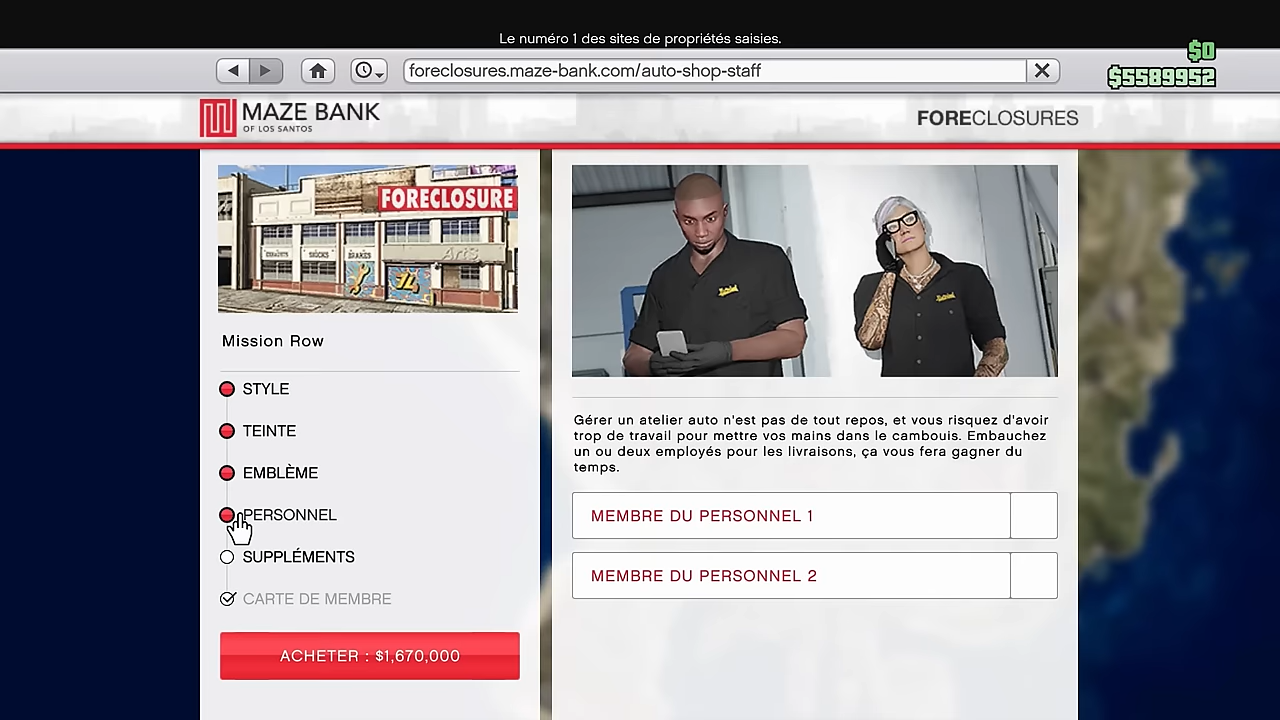 Le numéro 1 des sites de propriétés saisies.
$0
$5589952
foreclosures.maze-bank.com/auto-shop-staff
MAZE BANK
OF LOS SANTOS
FORECLOSURES
FORECLOSURE
EXHAUSTS
SHOCKS
BRAKES
Arts
Mission Row
STYLE
TEINTE
EMBLÈME
PERSONNEL
SUPPLÉMENTS
CARTE DE MEMBRE
ACHETER : $1,670,000
Gérer un atelier auto n'est pas de tout repos, et vous risquez d'avoir
trop de travail pour mettre vos mains dans le cambouis. Embauchez
un ou deux employés pour les livraisons, ça vous fera gagner du
temps.
MEMBRE DU PERSONNEL 1
MEMBRE DU PERSONNEL 2